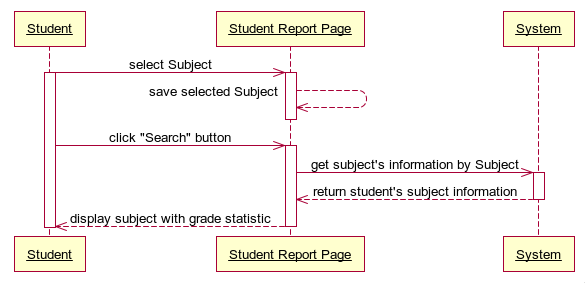 Student
Student Report Page
System
select Subject
save selected Subject
click "Search" button
get subject's information by Subject
return student's subject information
display subject with grade statistic
Student
Student Report Page
System